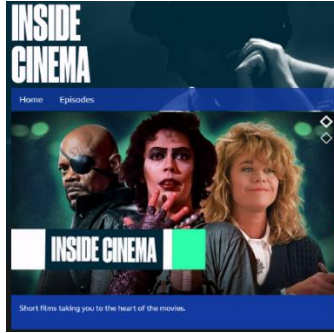 INSIDE
CINEMA
Home Episodes
INSIDE CINEMA
Short films taking you to the heart of the movies.